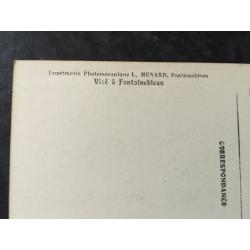 Imprimerie Photomécanique L. MENARD, Fontainebleau
Visé à Fontainebleau
CORRESPONDANCE